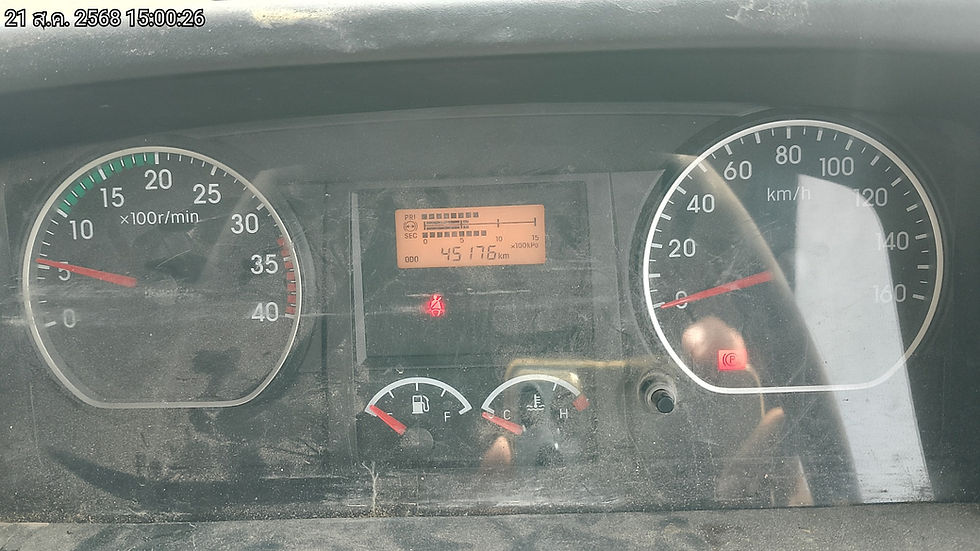 21 ส.ค. 2568 15:00:26
0 5 10 15 20 25 30 35 40
×100r/min
PRI
SEC
0 5 10 15
×100kPa
ODO 45176 km
F
C H
0 20 40 60 80 100 120 140 160
km/h
(P)